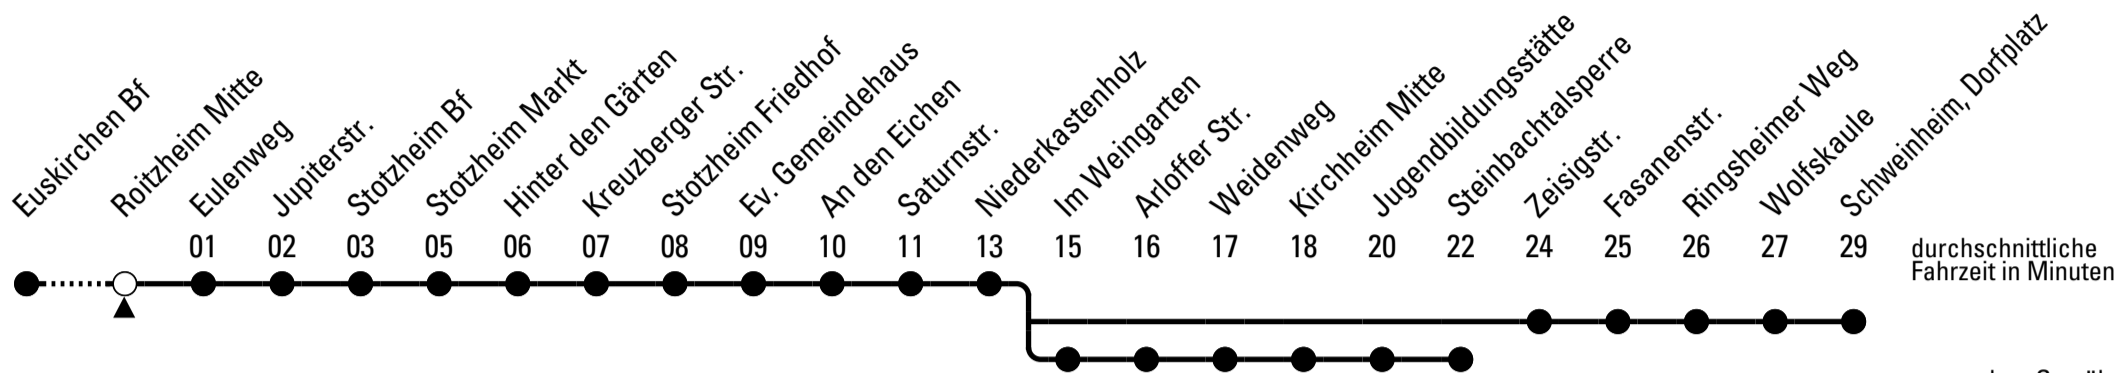 Euskirchen Bf
Roitzheim Mitte
Eulenweg
Jupiterstr.
Stotzheim Bf
Stotzheim Markt
Hinter den Gärten
Kreuzberger Str.
Stotzheim Friedhof
Ev. Gemeindehaus
An den Eichen
Saturnstr.
Niederkastenholz
Im Weingarten
Arloffer Str.
Weidenweg
Kirchheim Mitte
Jugendbildungsstätte
Steinbachtalsperre
Zeisigstr.
Fasanenstr.
Ringsheimer Weg
Wolfskaule
Schweinheim, Dorfplatz
01 02 03 05 06 07 08 09 10 11 13 15 16 17 18 20 22 24 25 26 27 29
durchschnittliche
Fahrzeit in Minuten